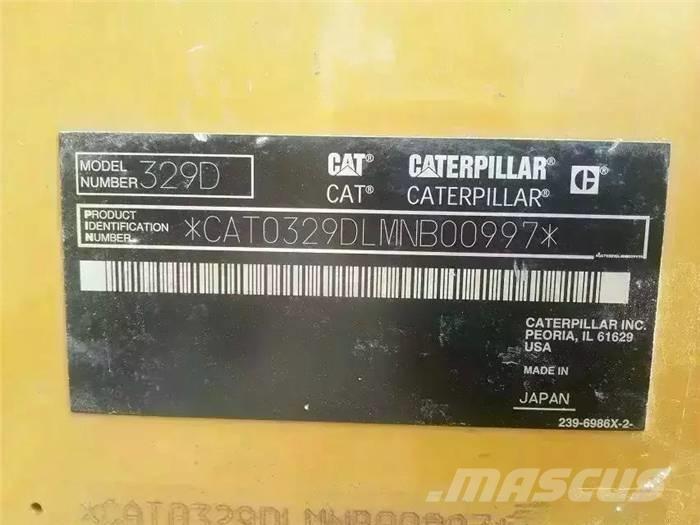 MODEL NUMBER 329D
CAT® CATERPILLAR® C®
CAT® CATERPILLAR®
PRODUCT IDENTIFICATION NUMBER *CAT0329DLMNB00997*
CATERPILLAR INC.
PEORIA, IL 61629
USA
MADE IN
JAPAN
239-6986X-2-
*CAT0329DLMNB00997
MASCUS